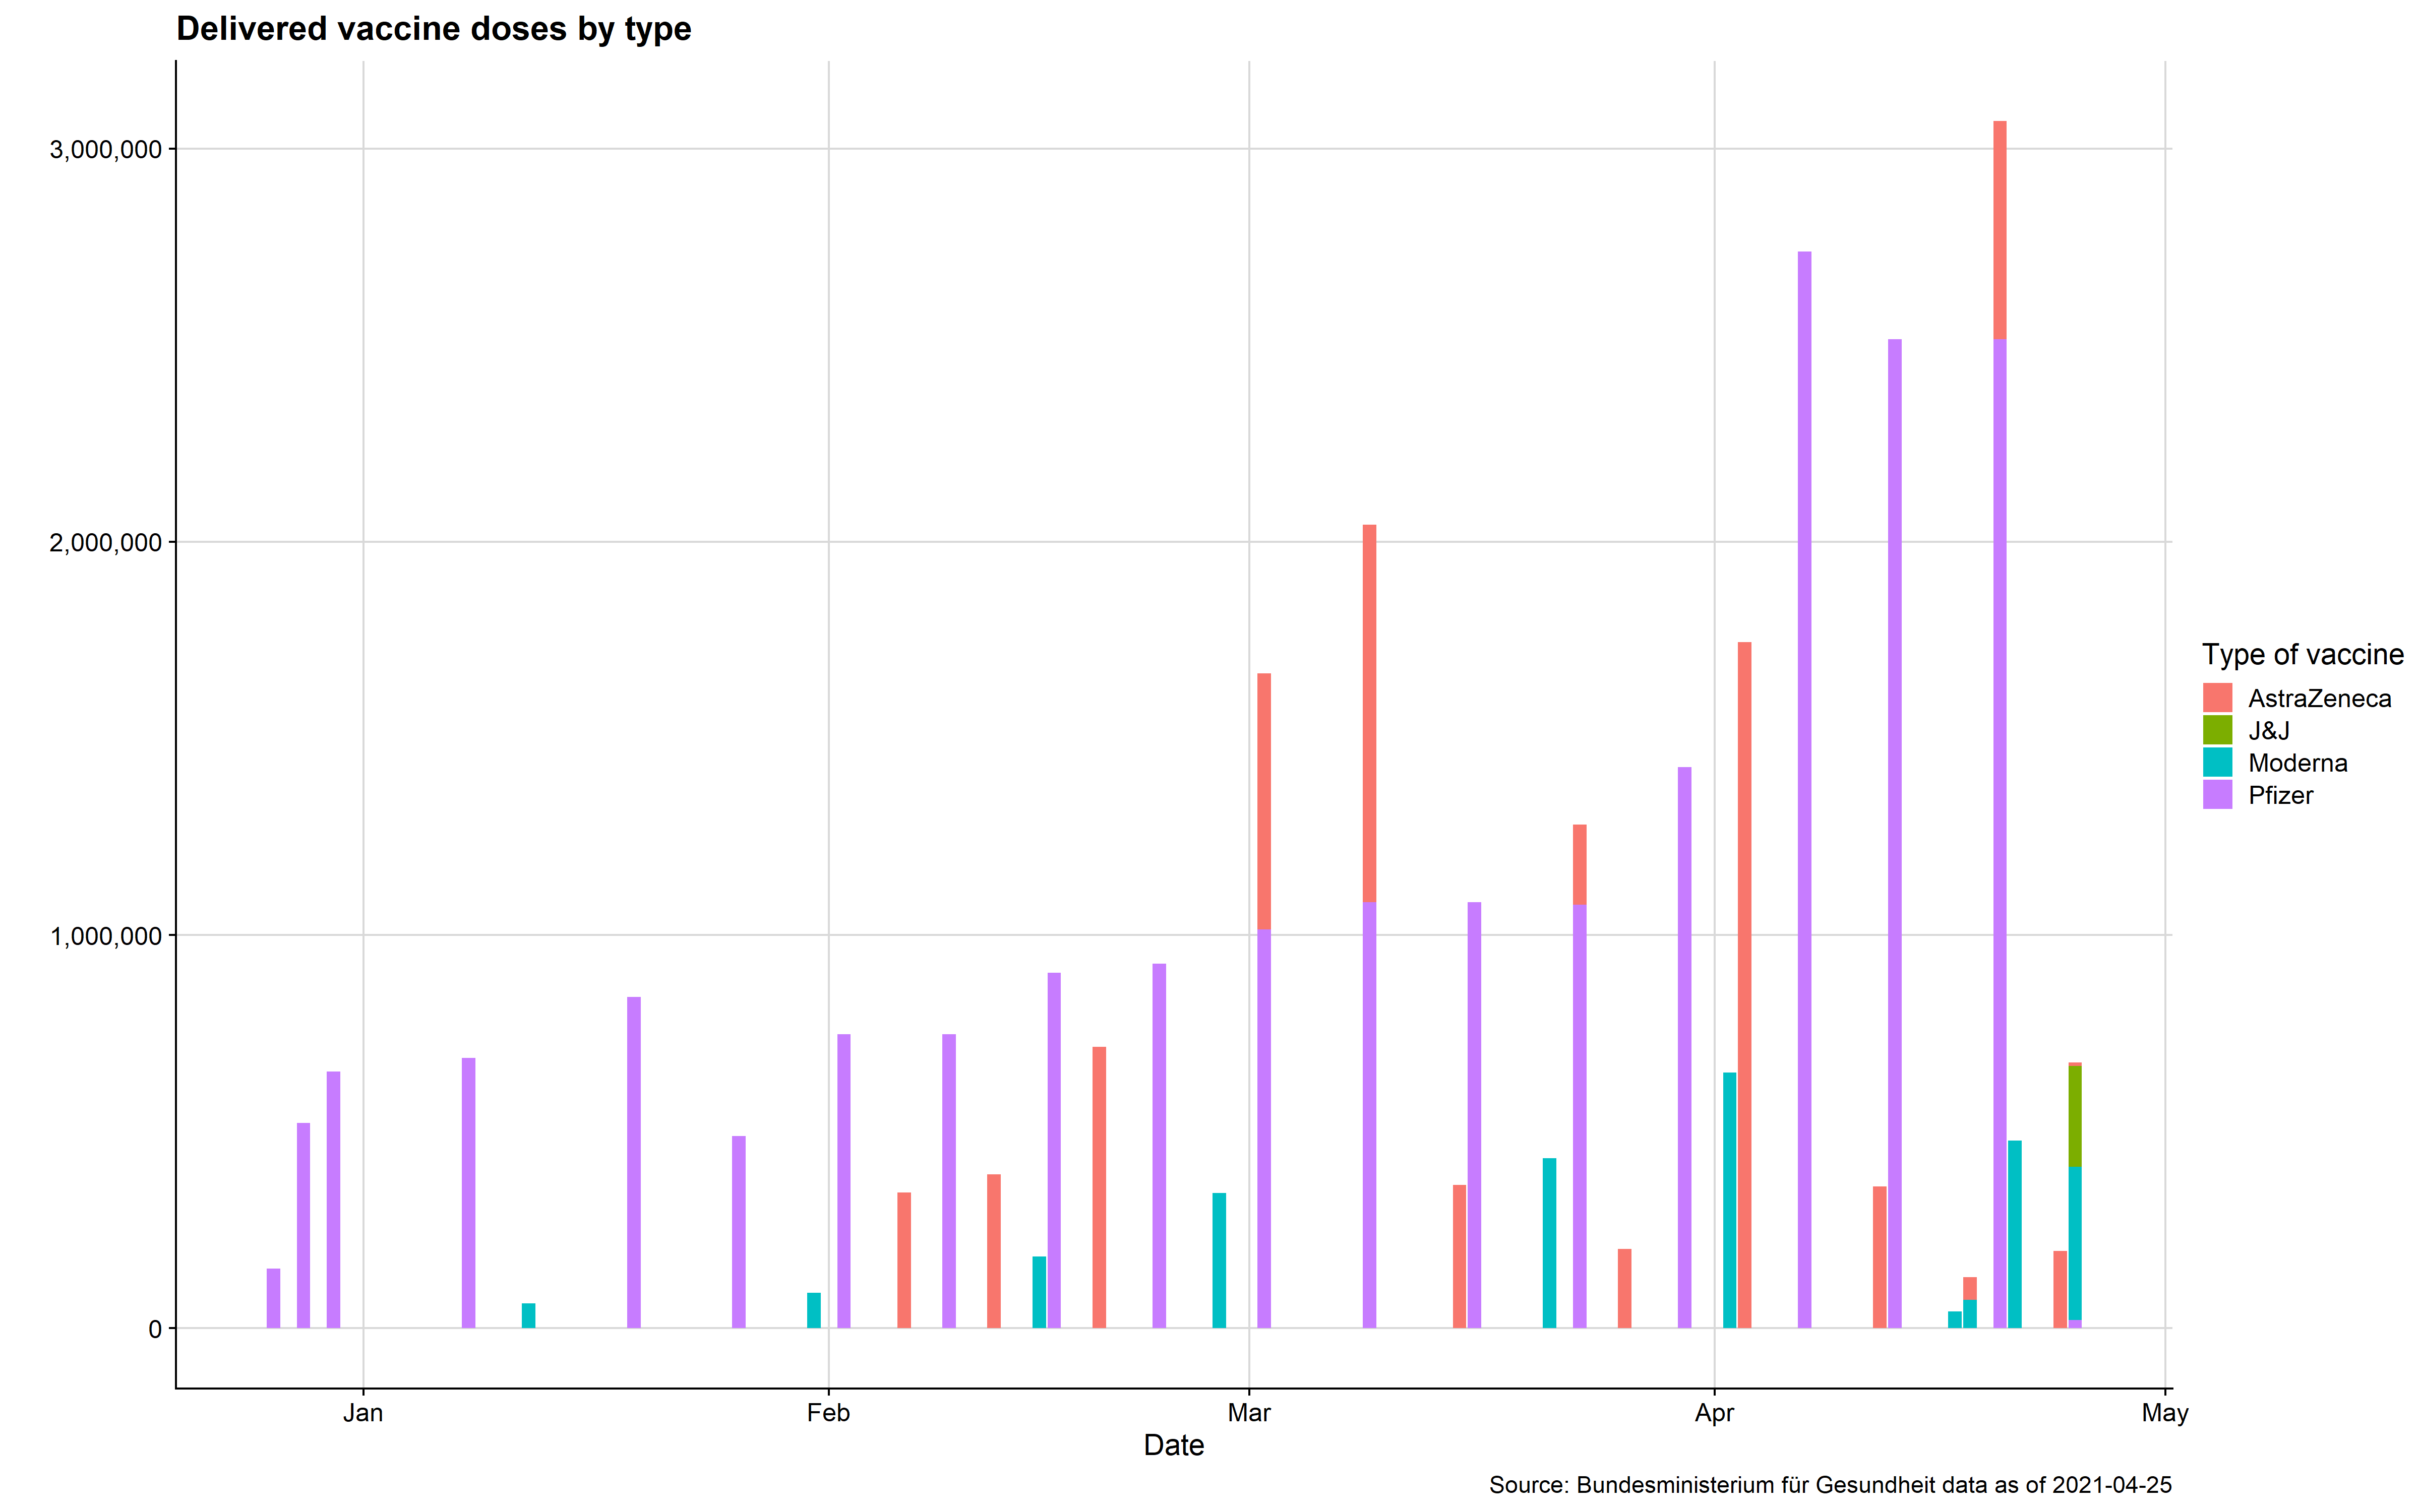 Delivered vaccine doses by type
3,000,000
2,000,000
1,000,000
0
Jan Feb Mar Apr May
Date
Type of vaccine
AstraZeneca
J&J
Moderna
Pfizer
Source: Bundesministerium für Gesundheit data as of 2021-04-25